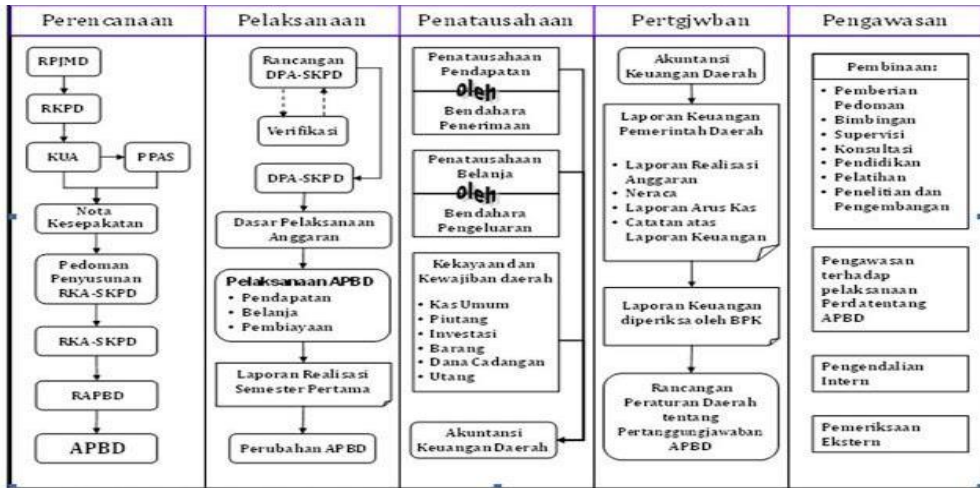 Perencanaan
RPJMD
RKPD
KUA
PPAS
Nota
Kesepakatan
Pedoman
Penyusunan
RKA-SKPD
RKA-SKPD
RAPBD
APBD
Pelaksanaan
Rancangan
DPA-SKPD
Verifikasi
DPA-SKPD
Dasar Pelaksanaan
Anggaran
Pelaksanaan APBD
• Pendapatan
• Belanja
• Pembiayaan
Laporan Realisasi
Semester Pertama
Perubahan APBD
Penatausahaan
Penatausahaan
Pendapatan
oleh
Bendahara
Penerimaan
Penatausahaan
Belanja
oleh
Bendahara
Pengeluaran
Kekayaan dan
Kewajiban daerah
• Kas Umum
• Piutang
• Investasi
• Barang
• Dana Cadangan
• Utang
Akuntansi
Keuangan Daerah
Pertgjwban
Akuntansi
Keuangan Daerah
Laporan Keuangan
Pemerintah Daerah
• Laporan Realisasi
Anggaran
• Neraca
• Laporan Arus Kas
• Catatan atas
Laporan Keuangan
Laporan Keuangan
diperiksa oleh BPK
Rancangan
Peraturan Daerah
tentang
Pertanggungjawaban
APBD
Pengawasan
Pembinaan:
• Pemberian
Pedoman
• Bimbingan
• Supervisi
• Konsultasi
• Pendidikan
• Pelatihan
• Penelitian dan
Pengembangan
Pengawasan
terhadap
pelaksanaan
Perda tentang
APBD
Pengendalian
Intern
Pemeriksaan
Ekstern